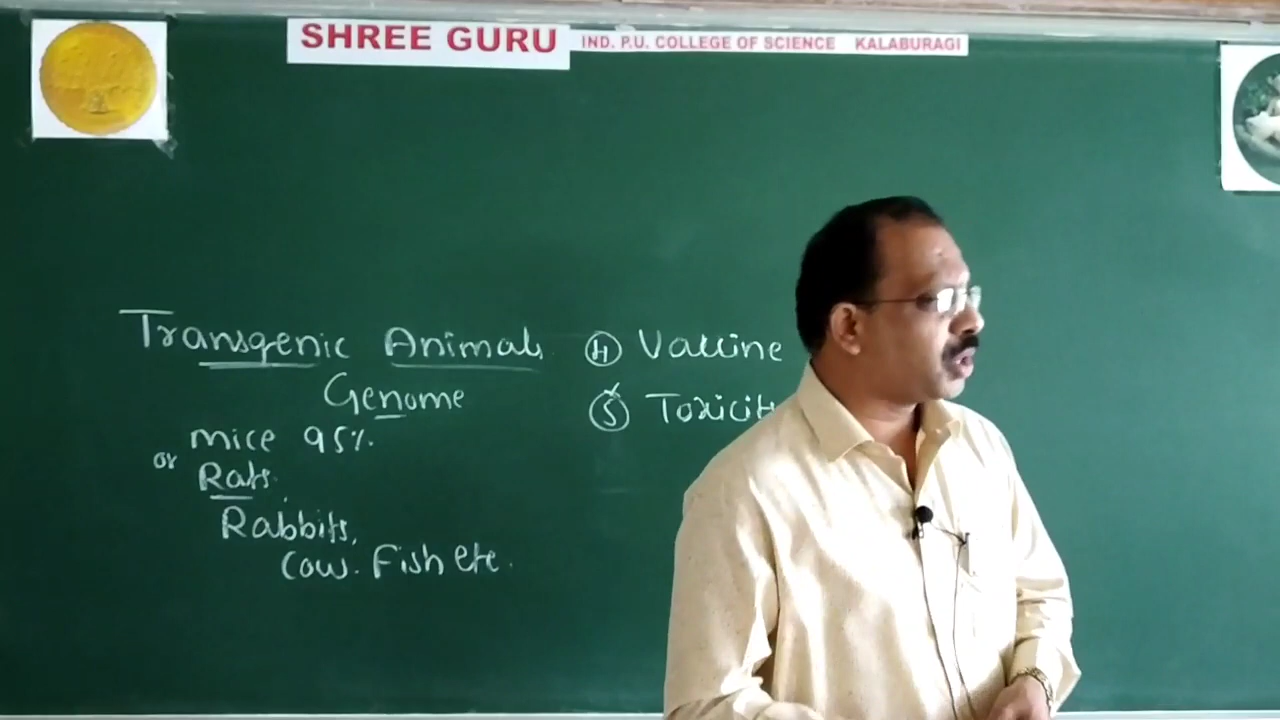 SHREE GURU IND. P.U. COLLEGE OF SCIENCE KALABURAGI
Transgenic Animals
Genome
mice 95%.
or
Rats.
Rabbits,
Cow. Fish etc.
④ Vaccine
⑤ Toxicit